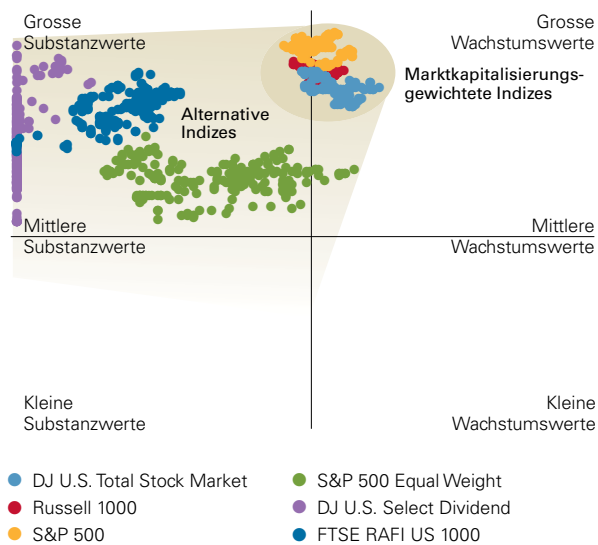 Grosse
Substanzwerte
Grosse
Wachstumswerte
Marktkapitalisierungs-
gewichtete Indizes
Alternative
Indizes
Mittlere
Substanzwerte
Mittlere
Wachstumswerte
Kleine
Substanzwerte
Kleine
Wachstumswerte
DJ U.S. Total Stock Market
Russell 1000
S&P 500
S&P 500 Equal Weight
DJ U.S. Select Dividend
FTSE RAFI US 1000